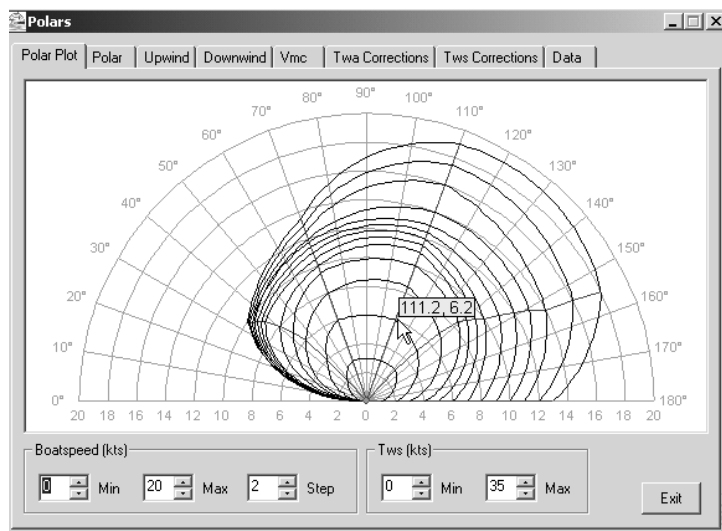 Polars
Polar Plot Polar Upwind Downwind Vmc Twa Corrections Tws Corrections Data
90°
80° 100°
70° 110°
60° 120°
50° 130°
40° 140°
30° 150°
20° 160°
10° 170°
0° 180°
111.2, 6.2
20 18 16 14 12 10 8 6 4 2 0 2 4 6 8 10 12 14 16 18 20
Boatspeed (kts) Tws (kts)
0 Min 20 Max 2 Step 0 Min 35 Max Exit